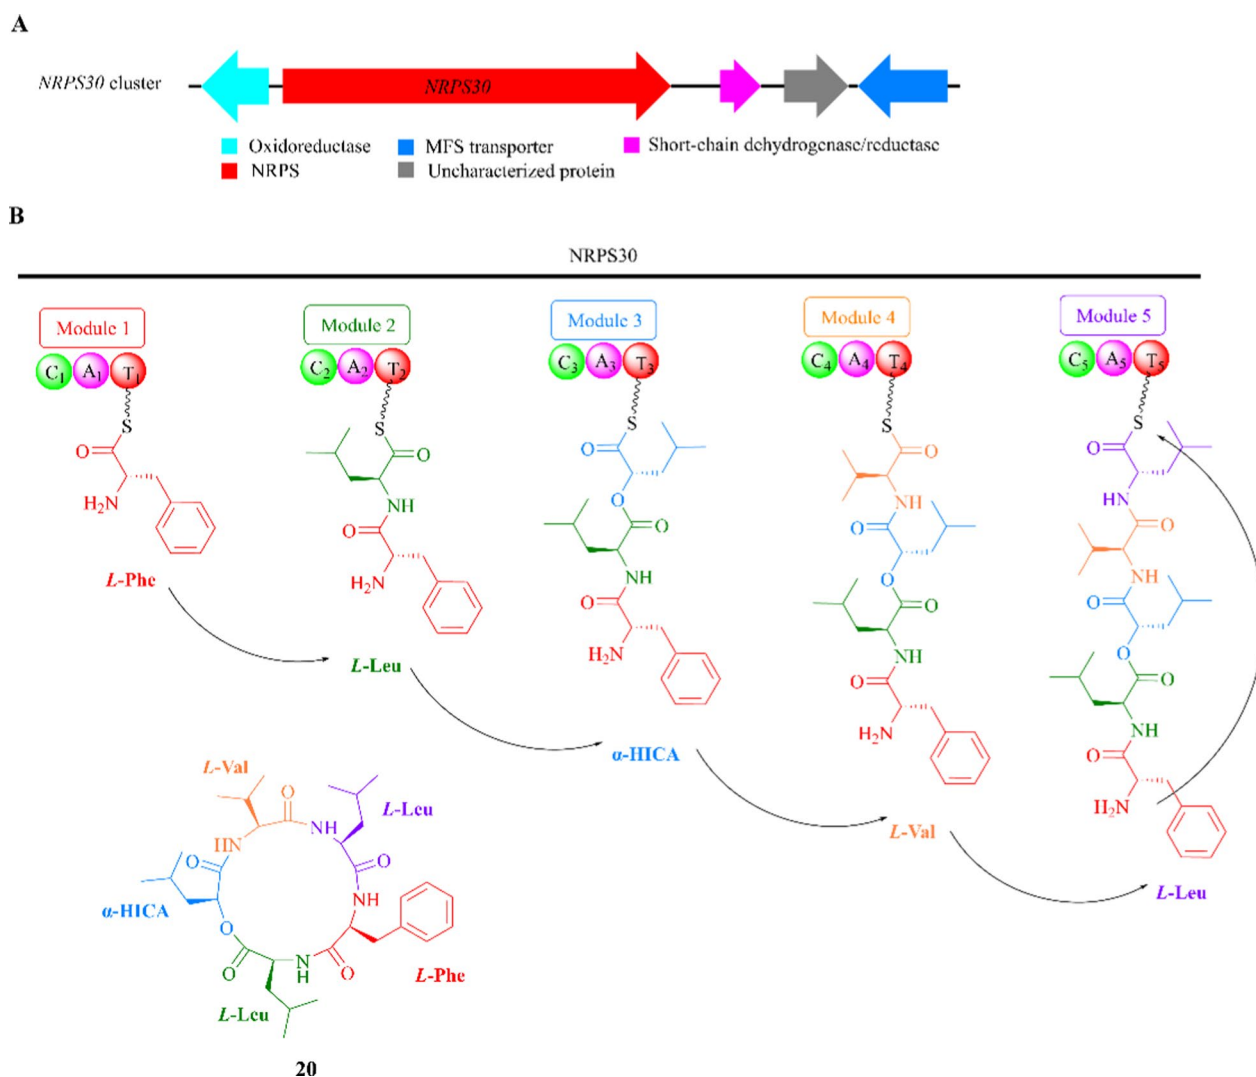 A
NRPS30 cluster
NRPS30
Oxidoreductase
MFS transporter
Short-chain dehydrogenase/reductase
NRPS
Uncharacterized protein
B
NRPS30
Module 1
Module 2
Module 3
Module 4
Module 5
C1 A1 T1
C2 A2 T2
C3 A3 T3
C4 A4 T4
C5 A5 T5
S
O
H2N
L-Phe
S
O
NH
O
H2N
L-Leu
S
O
O
O
NH
O
H2N
α-HICA
S
O
NH
O
O
O
NH
O
H2N
L-Val
S
O
HN
O
NH
O
O
O
NH
O
H2N
L-Leu
L-Val
O
L-Leu
NH
HN
O
O
NH
α-HICA
O
O
N
H
O
L-Phe
L-Leu
20